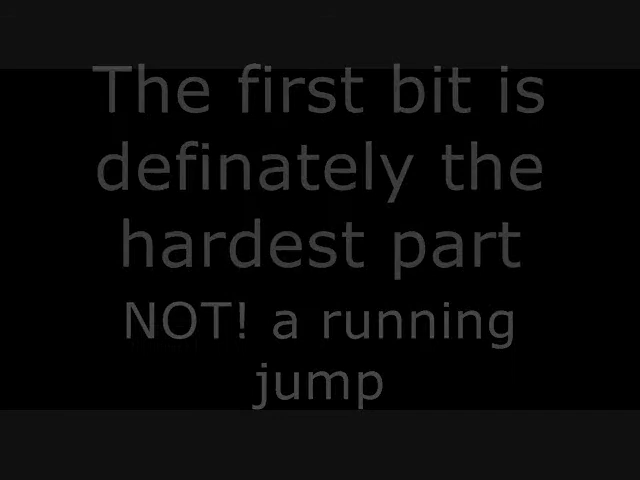 The first bit is
definately the
hardest part
NOT! a running
jump